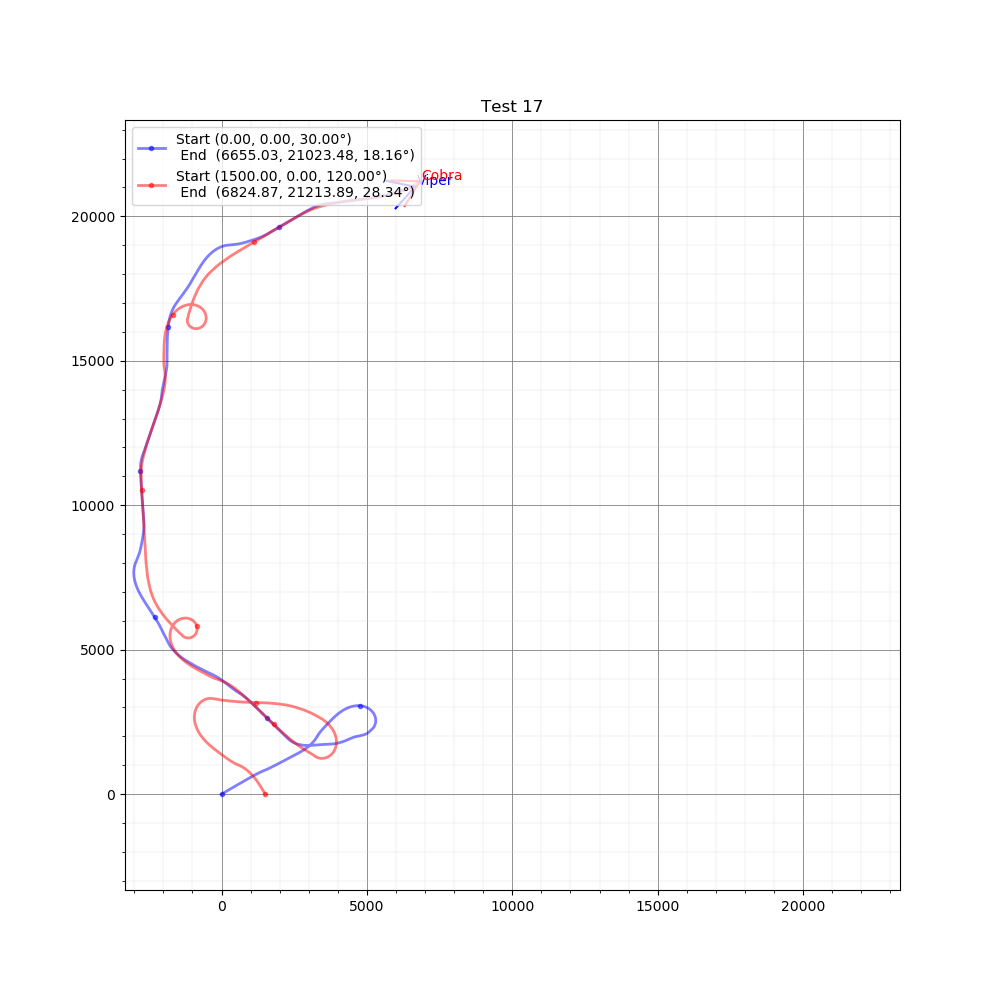 Test 17
Start (0.00, 0.00, 30.00°)
End (6655.03, 21023.48, 18.16°)
Start (1500.00, 0.00, 120.00°)
End (6824.87, 21213.89, 28.34°)
Cobra
Viper
20000
15000
10000
5000
0
0
5000
10000
15000
20000